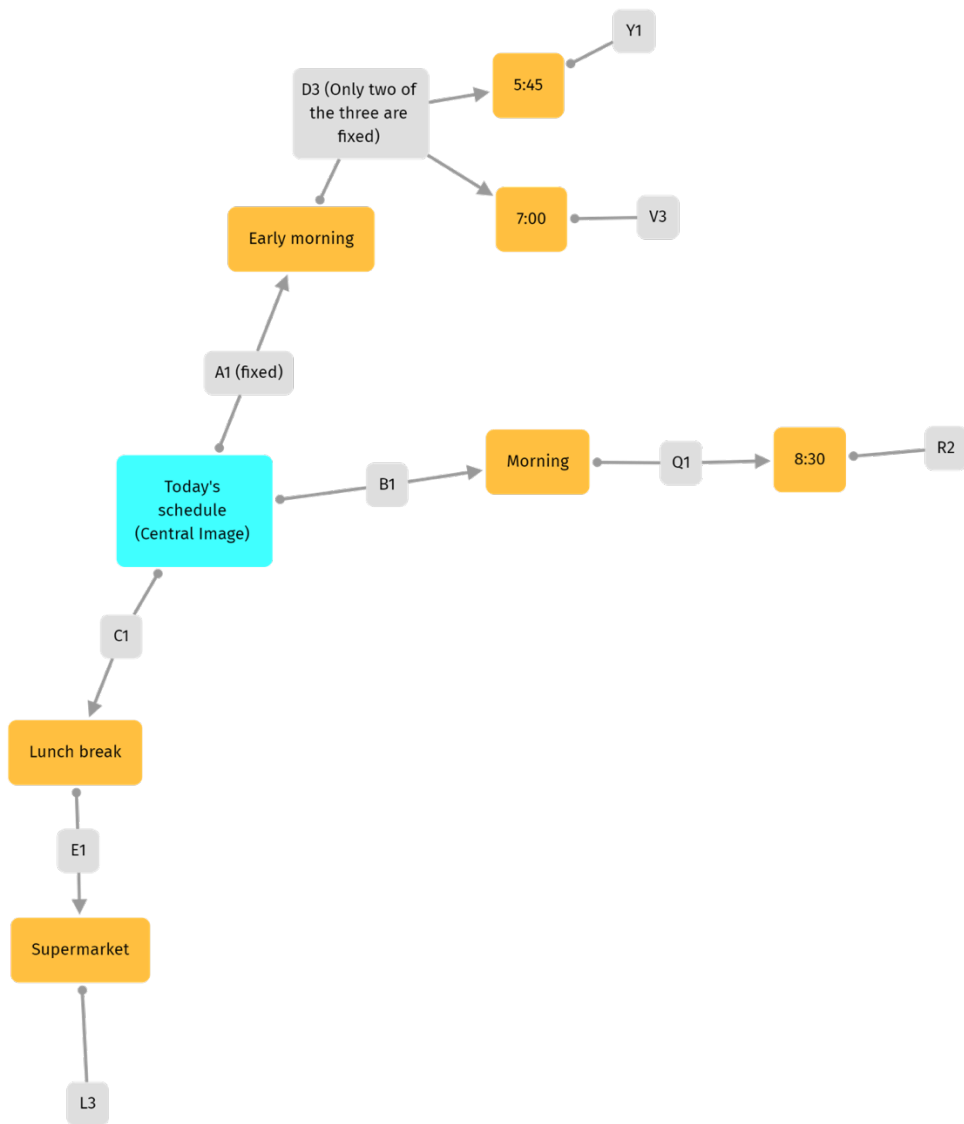 Y1
D3 (Only two of
the three are
fixed)
5:45
7:00
V3
Early morning
A1 (fixed)
Today's
schedule
(Central Image)
B1
Morning
Q1
8:30
R2
C1
Lunch break
E1
Supermarket
L3